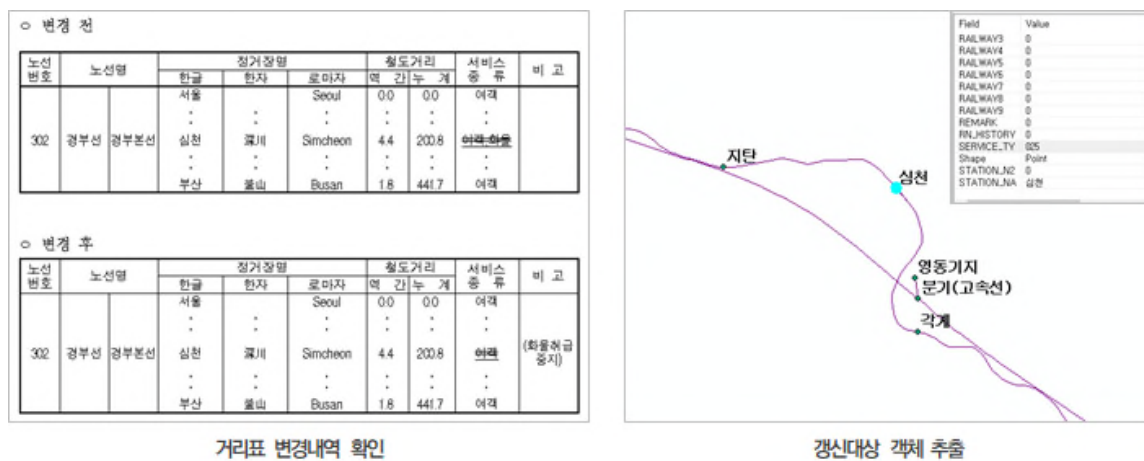 ○ 변경 전
노선번호 노선명 정거장명 철도거리 서비스종류 비고
한글 한자 로마자 역 간 누 계
서울 Seoul 0.0 0.0 여객
: : : : : :
302 경부선 경부본선 심천 深川 Simcheon 4.4 200.8 여객,화물
: : : : : :
부산 釜山 Busan 1.8 441.7 여객
○ 변경 후
노선번호 노선명 정거장명 철도거리 서비스종류 비고
한글 한자 로마자 역 간 누 계
서울 Seoul 0.0 0.0 여객
: : : : : :
302 경부선 경부본선 심천 深川 Simcheon 4.4 200.8 여객 (화물취급중지)
: : : : : :
부산 釜山 Busan 1.8 441.7 여객
거리표 변경내역 확인
Field Value
RAILWAY3 0
RAILWAY4 0
RAILWAY5 0
RAILWAY6 0
RAILWAY7 0
RAILWAY8 0
RAILWAY9 0
REMARK 0
RN_HISTORY 0
SERVICE_TY 025
Shape Point
STATION_N2 0
STATION_NA 심천
지탄
심천
영동기지
분기(고속선)
각계
갱신대상 객체 추출